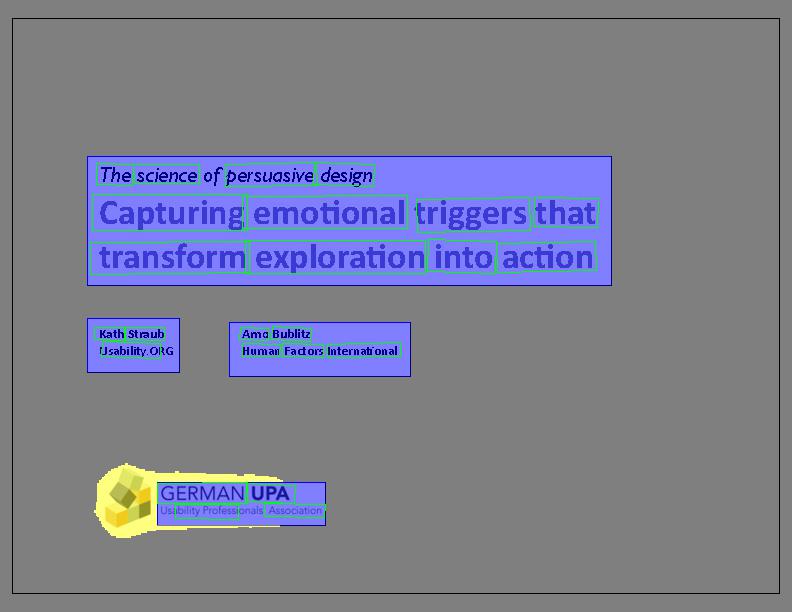 The science of persuasive design
Capturing emotional triggers that
transform exploration into action
Kath Straub
Usability.ORG
Arno Bublitz
Human Factors International
GERMAN UPA
Usability Professionals Association